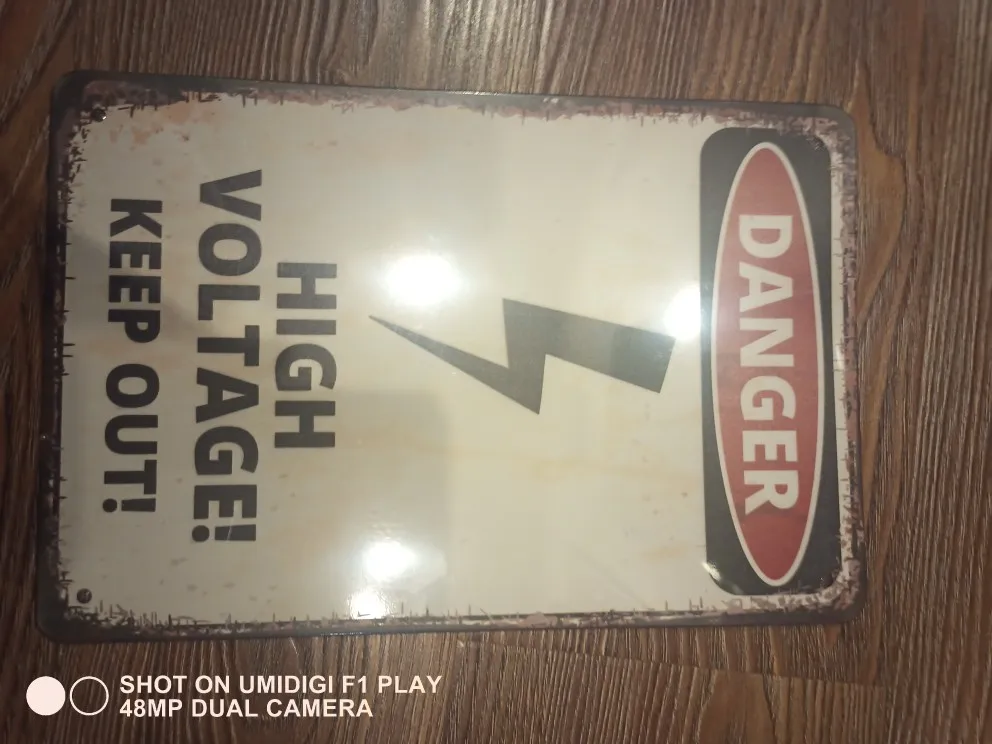 DANGER
HIGH
VOLTAGE!
KEEP OUT!
SHOT ON UMIDIGI F1 PLAY
48MP DUAL CAMERA